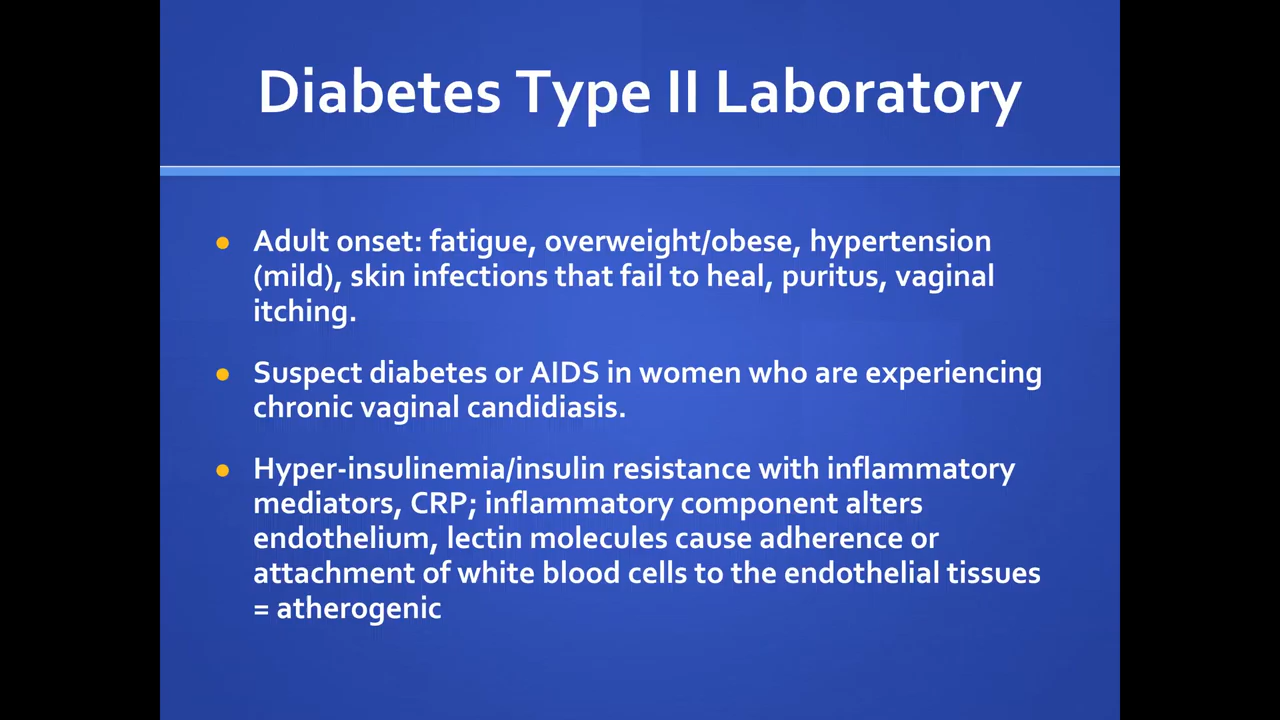 Diabetes Type II Laboratory
● Adult onset: fatigue, overweight/obese, hypertension
(mild), skin infections that fail to heal, puritus, vaginal
itching.
● Suspect diabetes or AIDS in women who are experiencing
chronic vaginal candidiasis.
● Hyper-insulinemia/insulin resistance with inflammatory
mediators, CRP; inflammatory component alters
endothelium, lectin molecules cause adherence or
attachment of white blood cells to the endothelial tissues
= atherogenic